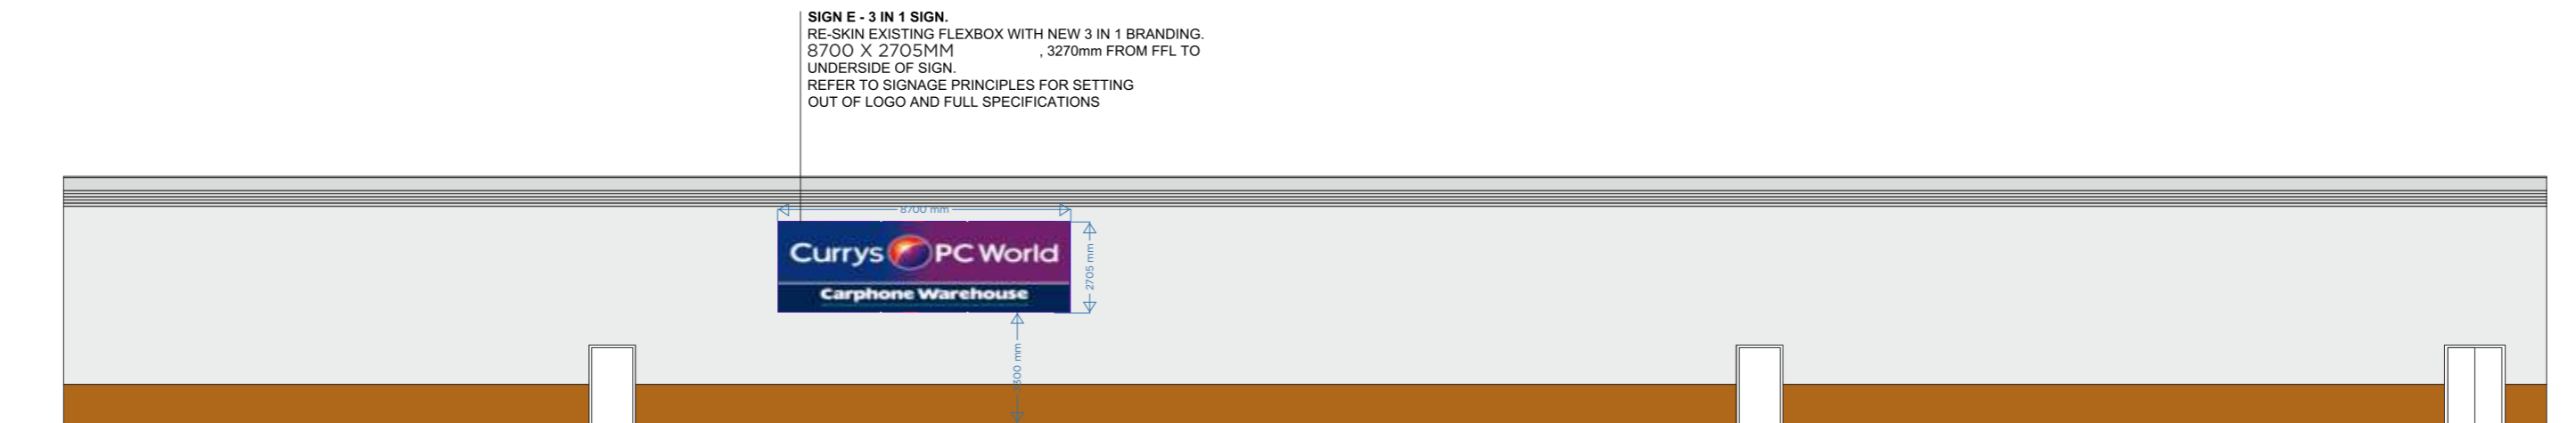 SIGN E - 3 IN 1 SIGN.
RE-SKIN EXISTING FLEXBOX WITH NEW 3 IN 1 BRANDING.
8700 X 2705MM , 3270mm FROM FFL TO
UNDERSIDE OF SIGN.
REFER TO SIGNAGE PRINCIPLES FOR SETTING
OUT OF LOGO AND FULL SPECIFICATIONS
8700 mm
Currys PC World
Carphone Warehouse
2705 mm
3300 mm